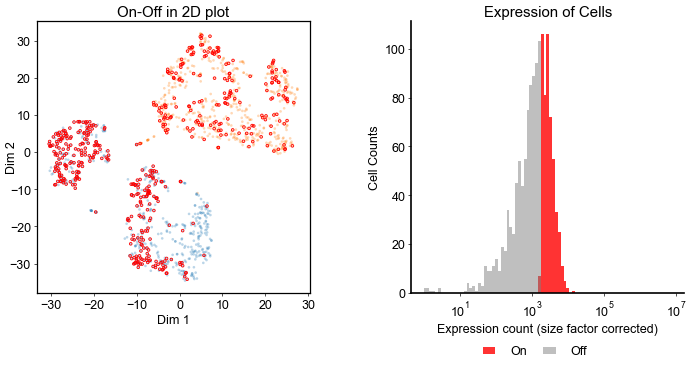 On-Off in 2D plot
30
20
10
0
−10
−20
−30
−30 −20 −10 0 10 20 30
Dim 2
Dim 1
Expression of Cells
100
80
60
40
20
0
10^1 10^3 10^5 10^7
Cell Counts
Expression count (size factor corrected)
On Off